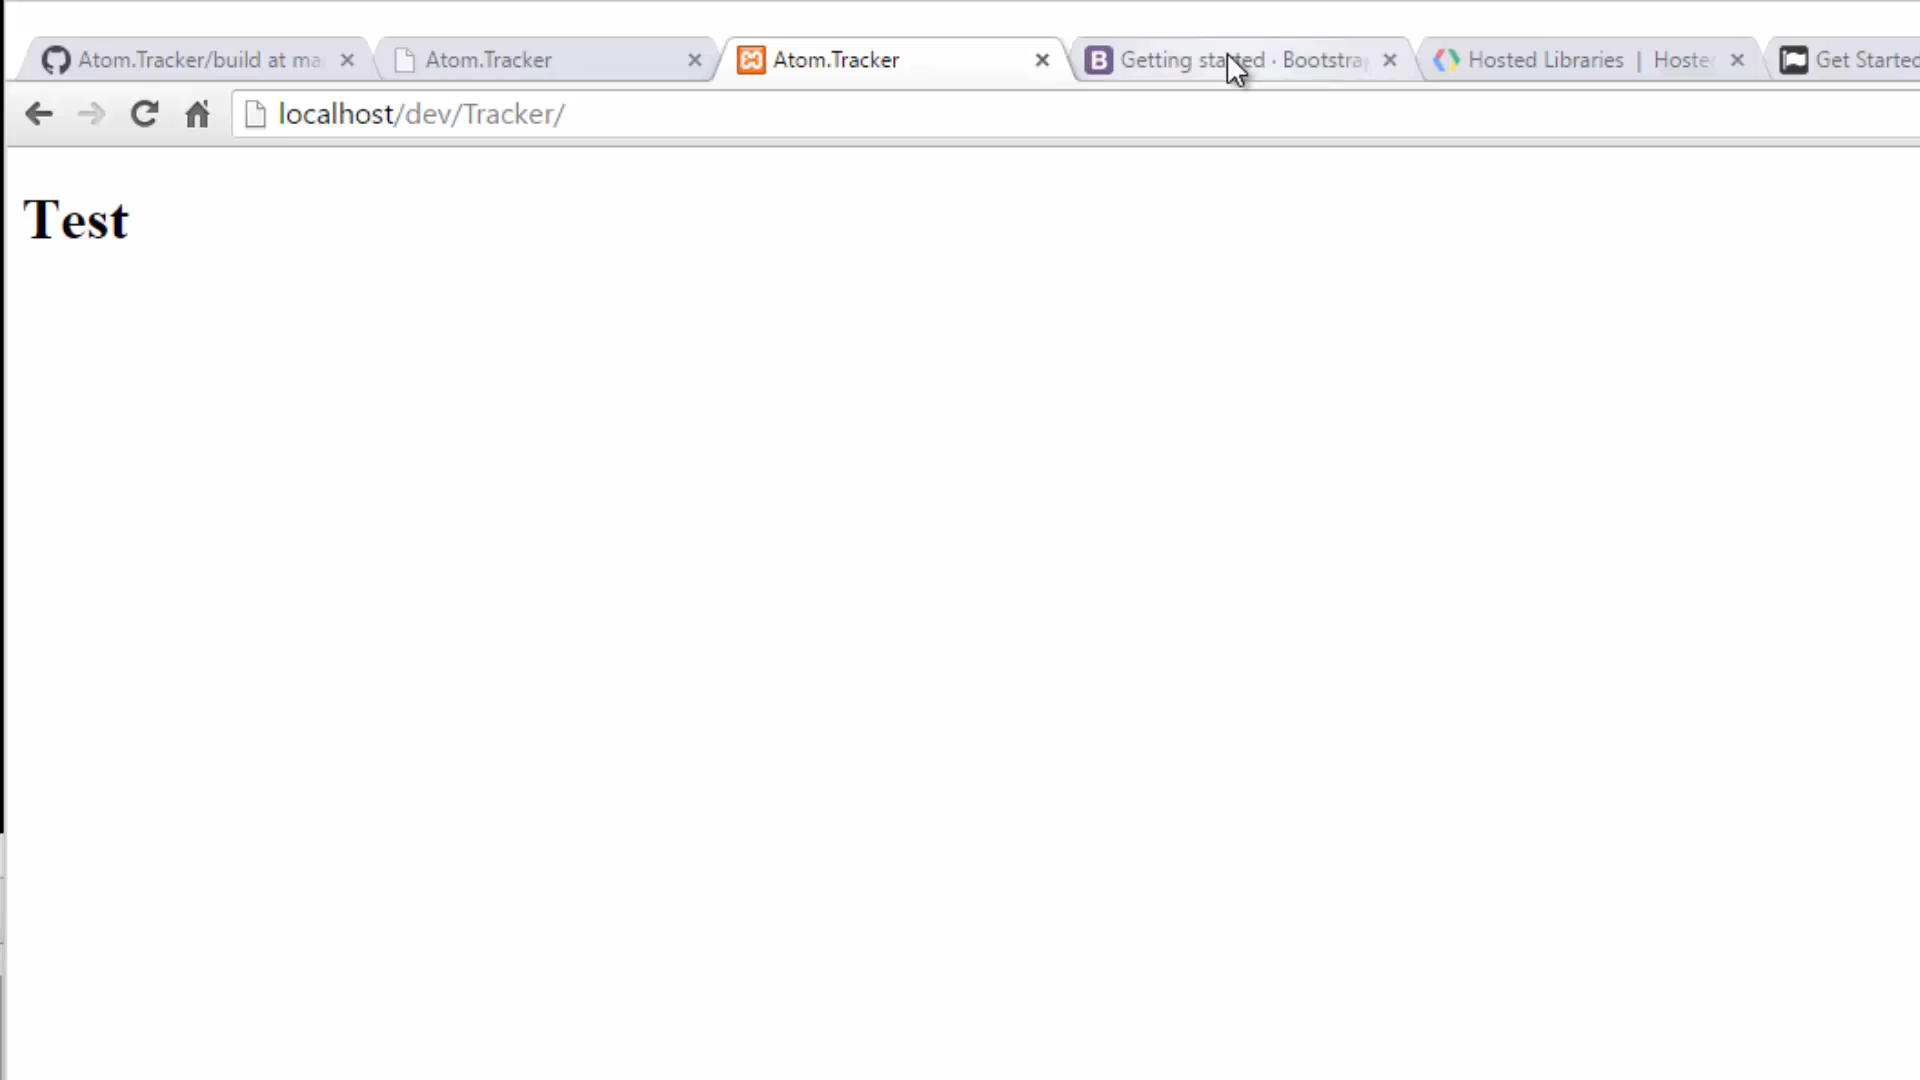 Atom.Tracker/build at ma
Atom.Tracker
Atom.Tracker
Getting started · Bootstra
Hosted Libraries | Hoste
Get Started
localhost/dev/Tracker/
Test